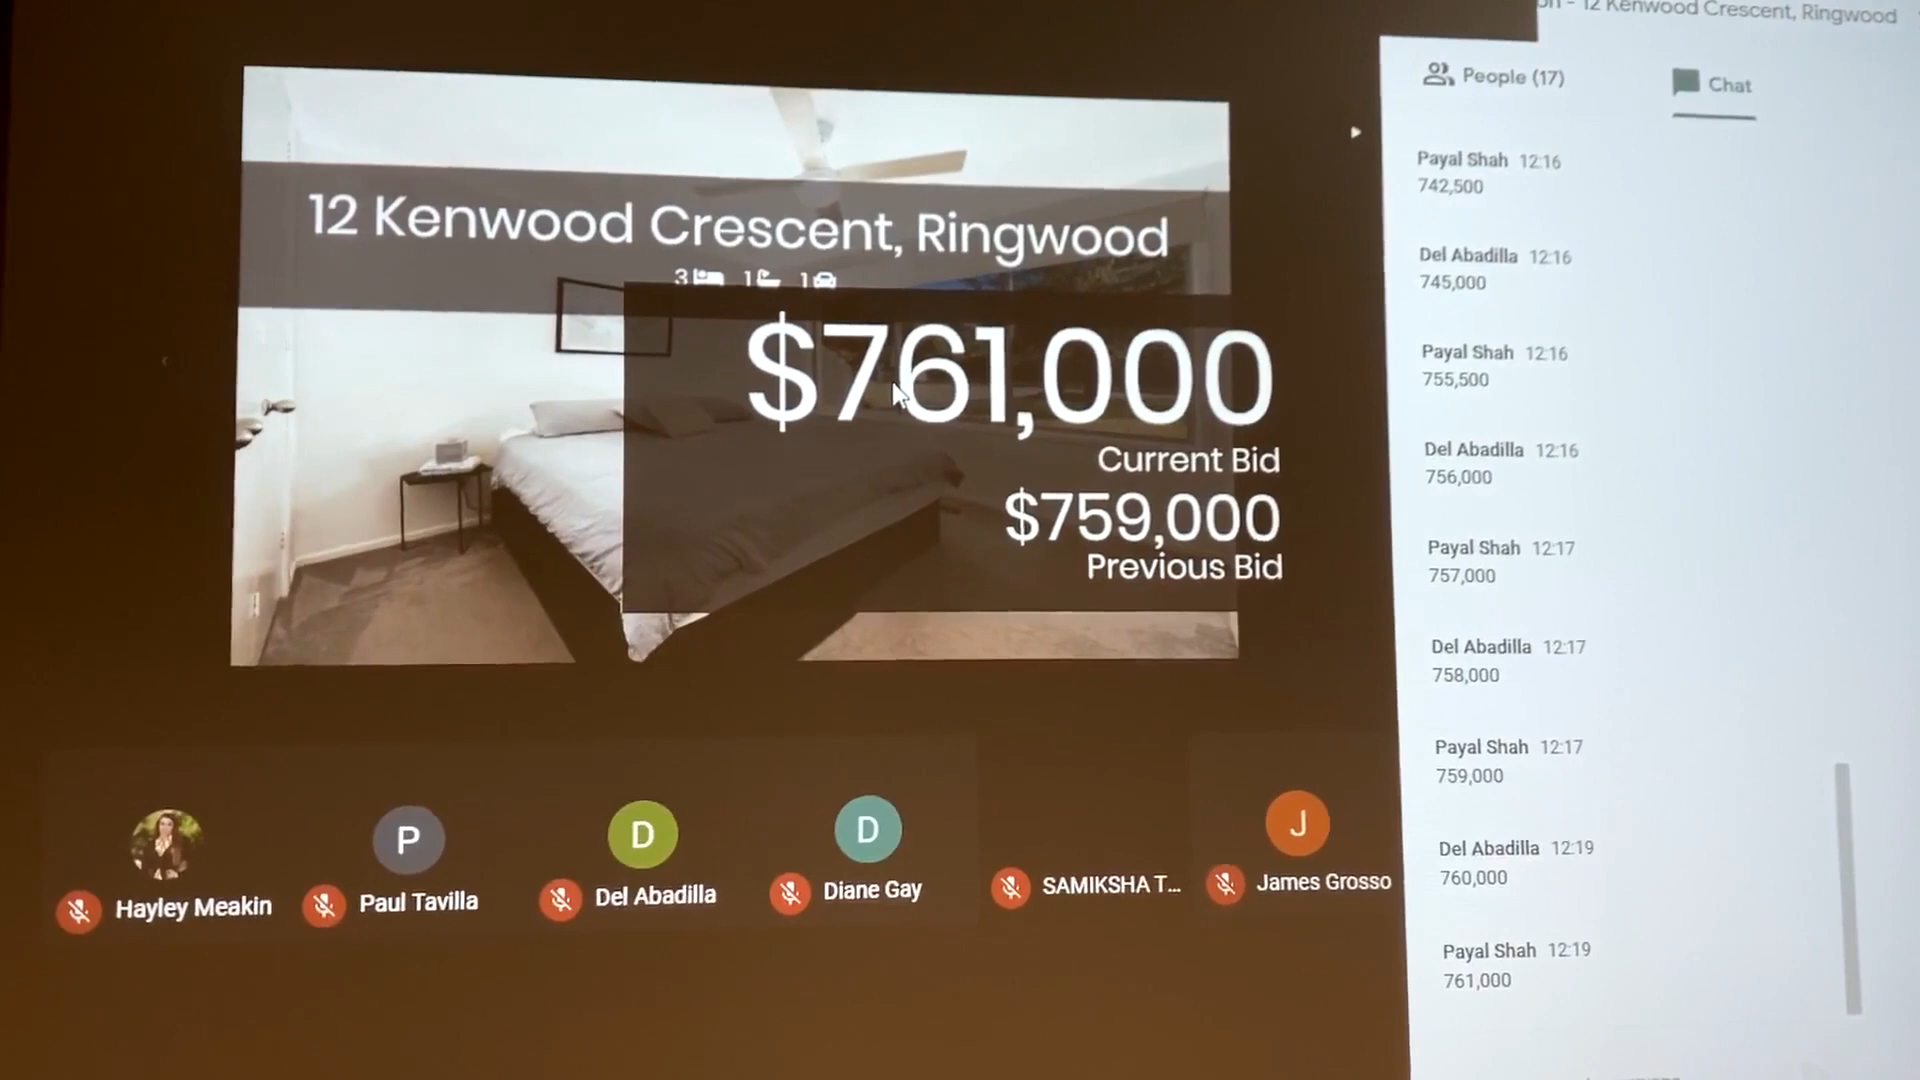 12 Kenwood Crescent, Ringwood
People (17)
Chat
12 Kenwood Crescent, Ringwood
3 1 1
$761,000
Current Bid
$759,000
Previous Bid
Payal Shah 12:16
742,500
Del Abadilla 12:16
745,000
Payal Shah 12:16
755,500
Del Abadilla 12:16
756,000
Payal Shah 12:17
757,000
Del Abadilla 12:17
758,000
Payal Shah 12:17
759,000
Del Abadilla 12:19
760,000
Payal Shah 12:19
761,000
P
D
D
J
Hayley Meakin
Paul Tavilla
Del Abadilla
Diane Gay
SAMIKSHA T...
James Grosso